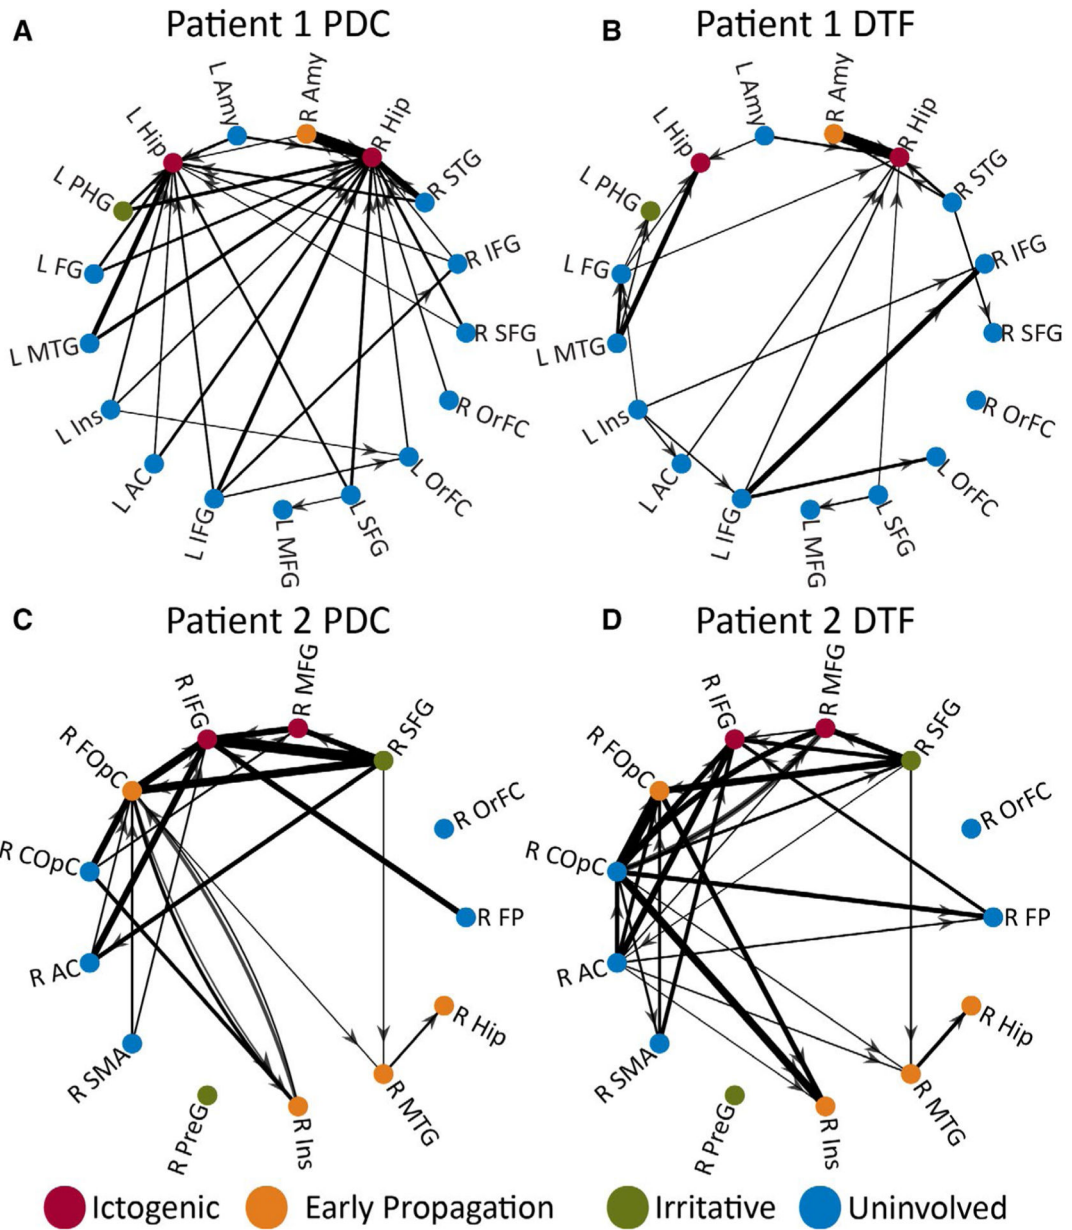 A
Patient 1 PDC
L Amy
R Amy
L Hip
R Hip
L PHG
R STG
L FG
R IFG
L MTG
R SFG
L Ins
R OrFC
L AC
L OrFC
L IFG
L MFG
L SFG
B
Patient 1 DTF
L Amy
R Amy
L Hip
R Hip
L PHG
R STG
L FG
R IFG
L MTG
R SFG
L Ins
R OrFC
L AC
L OrFC
L IFG
L MFG
L SFG
C
Patient 2 PDC
R IFG
R MFG
R SFG
R FOpC
R OrFC
R COpC
R FP
R AC
R Hip
R SMA
R MTG
R PreG
R Ins
D
Patient 2 DTF
R IFG
R MFG
R SFG
R FOpC
R OrFC
R COpC
R FP
R AC
R Hip
R SMA
R MTG
R PreG
R Ins
Ictogenic
Early Propagation
Irritative
Uninvolved